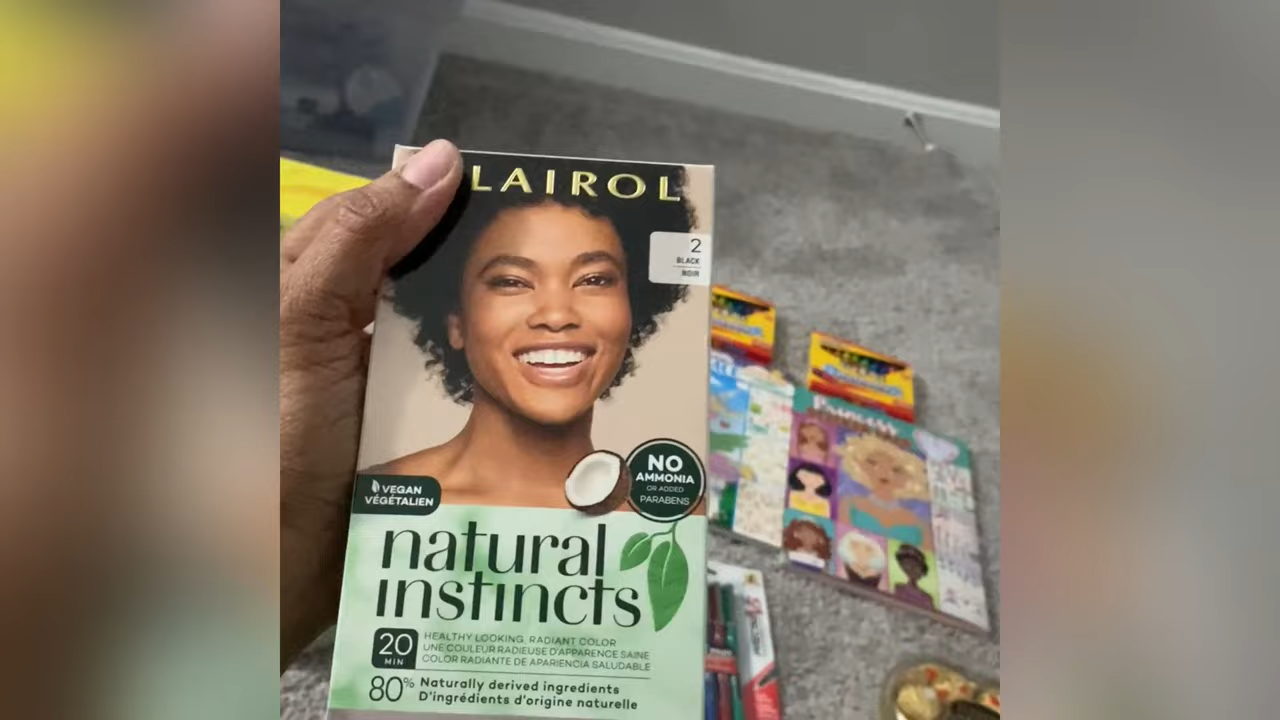 LAIROL
2
BLACK
NOIR
NO
AMMONIA
OR ADDED
PARABENS
VEGAN
VÉGÉTALIEN
natural
instincts
20
MIN
HEALTHY LOOKING, RADIANT COLOR
UNE COULEUR RADIEUSE D'APPARENCE SAINE
COLOR RADIANTE DE APARIENCIA SALUDABLE
80% Naturally derived ingredients
D'ingrédients d'origine naturelle
Princess